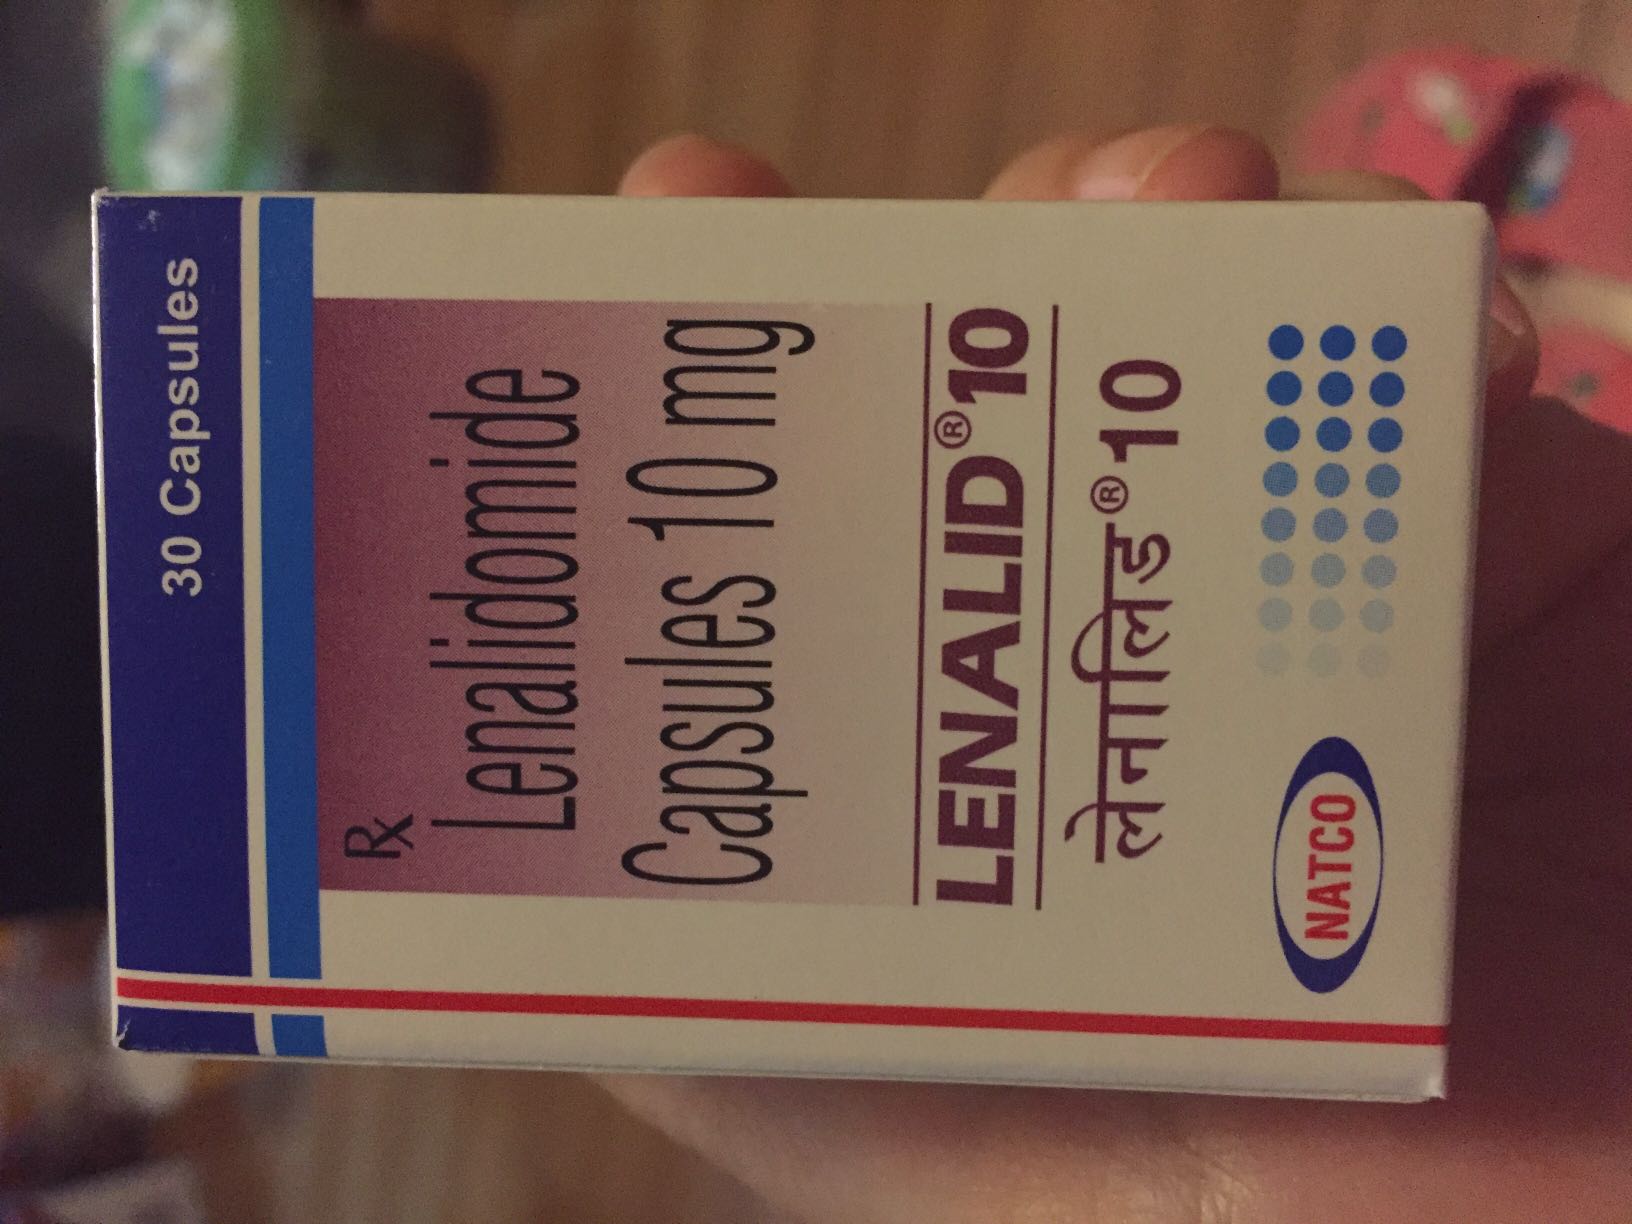 30 Capsules
Rx
Lenalidomide
Capsules 10 mg
LENALID®10
लेनालिड®10
NATCO